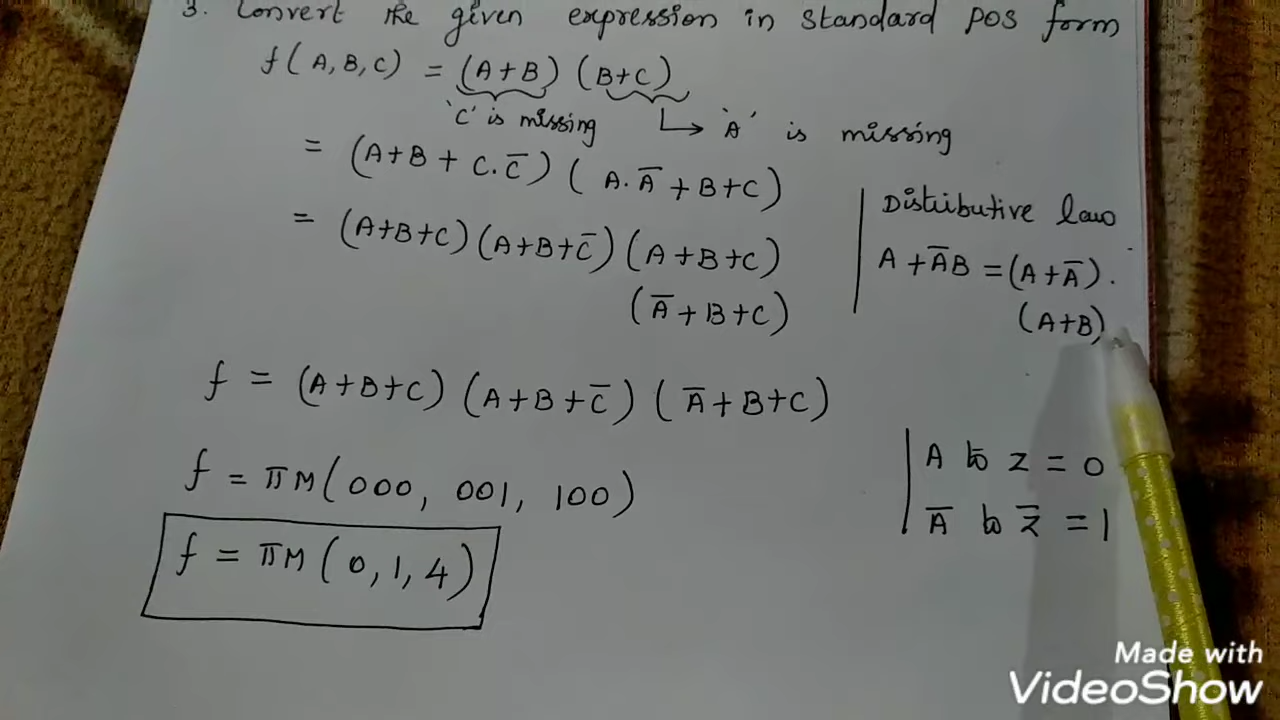 3. Convert the given expression in standard POS form
f(A,B,C) = (A+B) (B+C)
'C' is missing → 'A' is missing
= (A+B + C.C̅) ( A.A̅ + B+C)
= (A+B+C)(A+B+C̅)(A+B+C)
(A̅+B+C)
Distributive law
A + A̅B = (A+A̅).
(A+B)
f = (A+B+C) (A+B+C̅) (A̅+B+C)
f = πM(000, 001, 100)
f = πM(0,1,4)
A to Z = 0
A̅ to Z̅ = 1
Made with
VideoShow